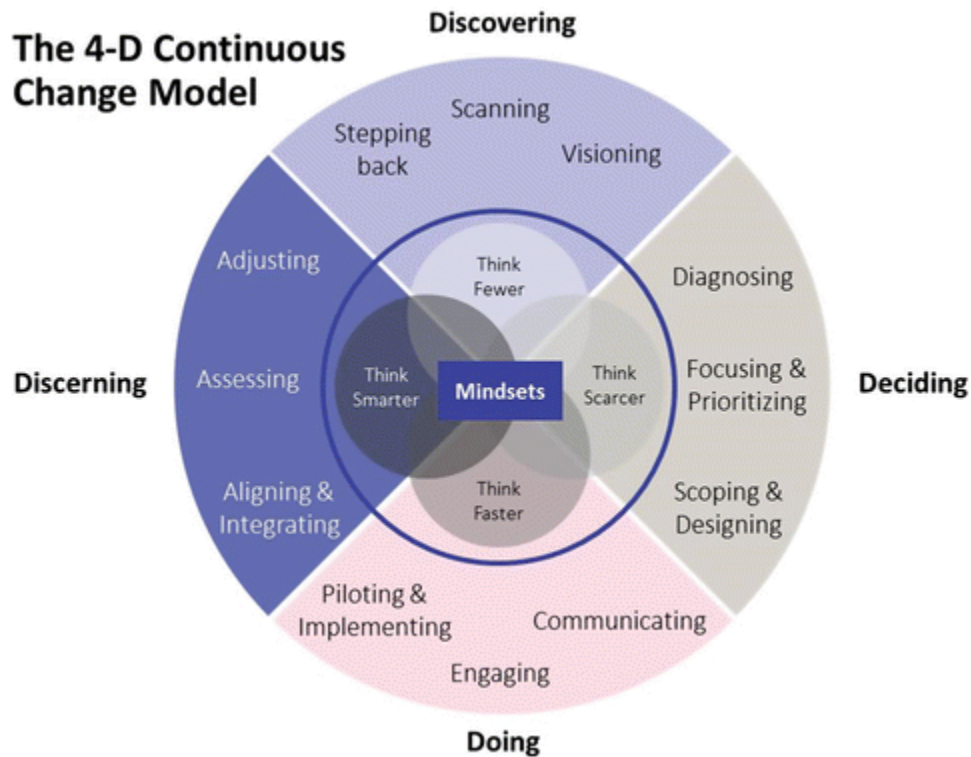 The 4-D Continuous
Change Model
Discovering
Stepping
back
Scanning
Visioning
Deciding
Diagnosing
Focusing &
Prioritizing
Scoping &
Designing
Doing
Communicating
Engaging
Piloting &
Implementing
Discerning
Aligning &
Integrating
Assessing
Adjusting
Mindsets
Think
Fewer
Think
Scarcer
Think
Faster
Think
Smarter